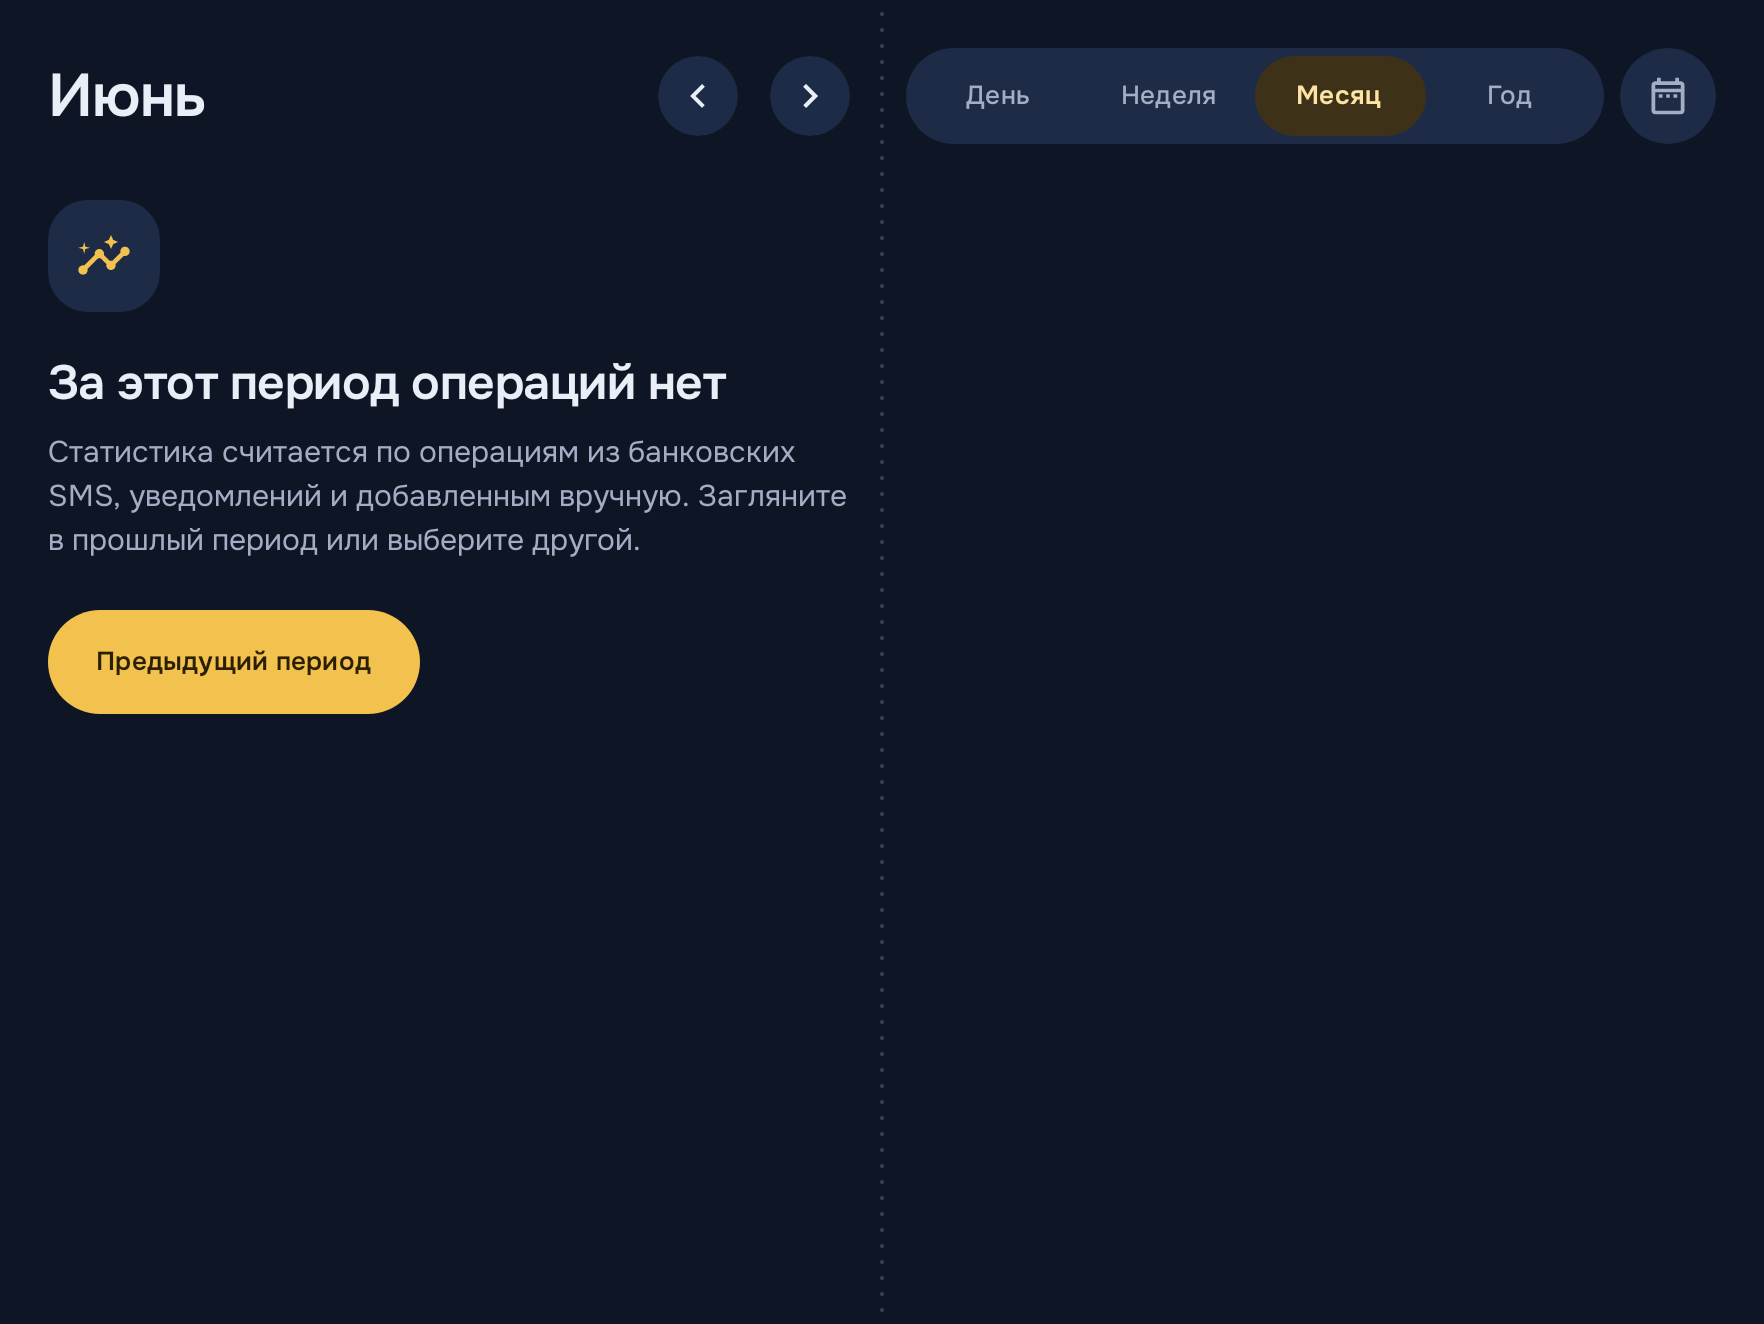 Июнь
День
Неделя
Месяц
Год
За этот период операций нет
Статистика считается по операциям из банковских
SMS, уведомлений и добавленным вручную. Загляните
в прошлый период или выберите другой.
Предыдущий период